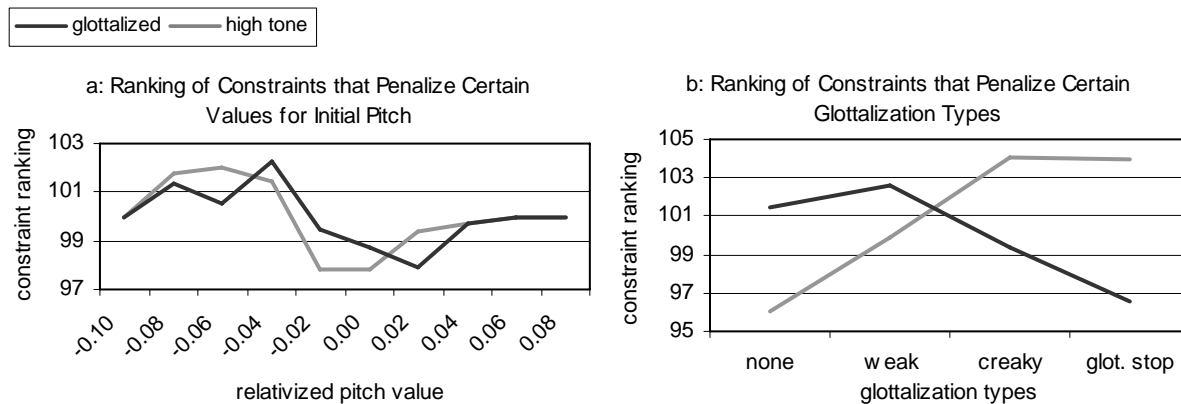 glottalized high tone
a: Ranking of Constraints that Penalize Certain
Values for Initial Pitch
constraint ranking
103
101
99
97
-0.10 -0.08 -0.06 -0.04 -0.02 0.00 0.02 0.04 0.06 0.08
relativized pitch value
b: Ranking of Constraints that Penalize Certain
Glottalization Types
constraint ranking
105
103
101
99
97
95
none weak creaky glot. stop
glottalization types